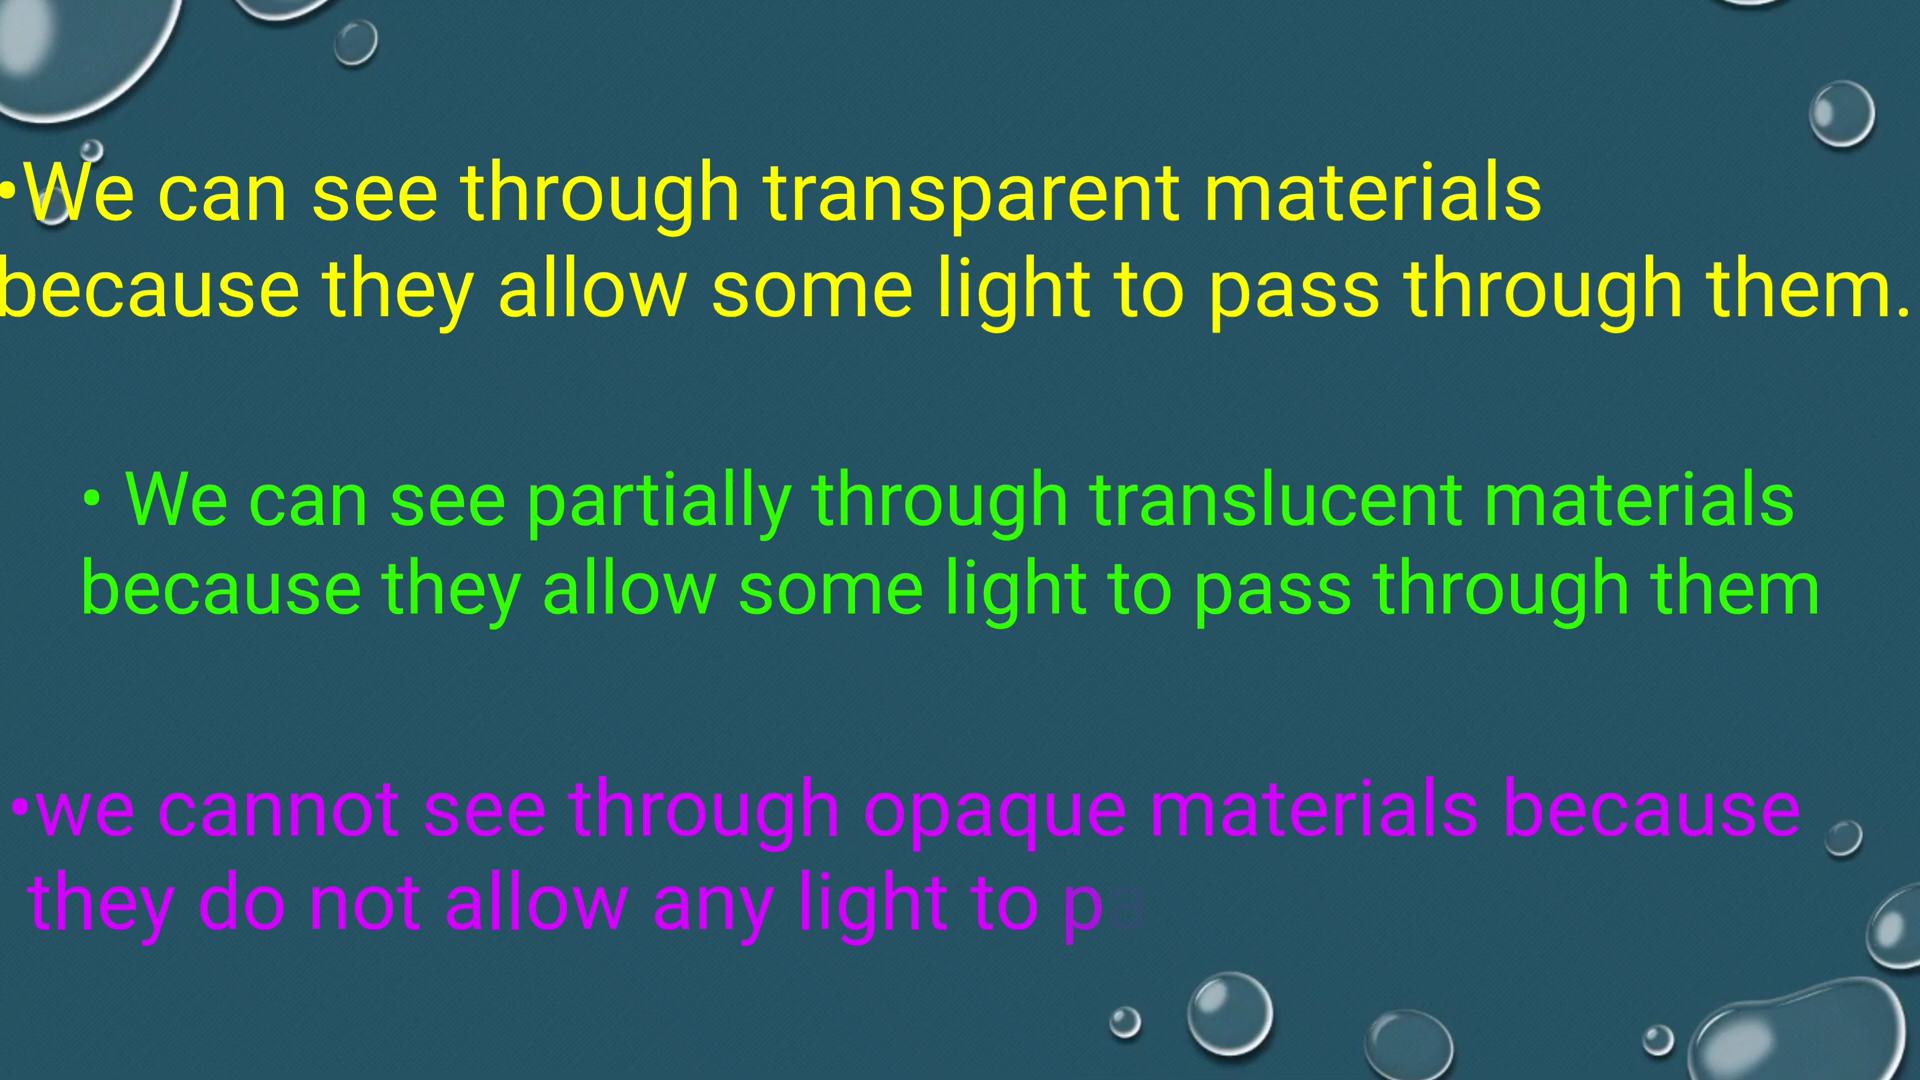 •We can see through transparent materials
because they allow some light to pass through them.
• We can see partially through translucent materials
because they allow some light to pass through them
•we cannot see through opaque materials because
they do not allow any light to pa